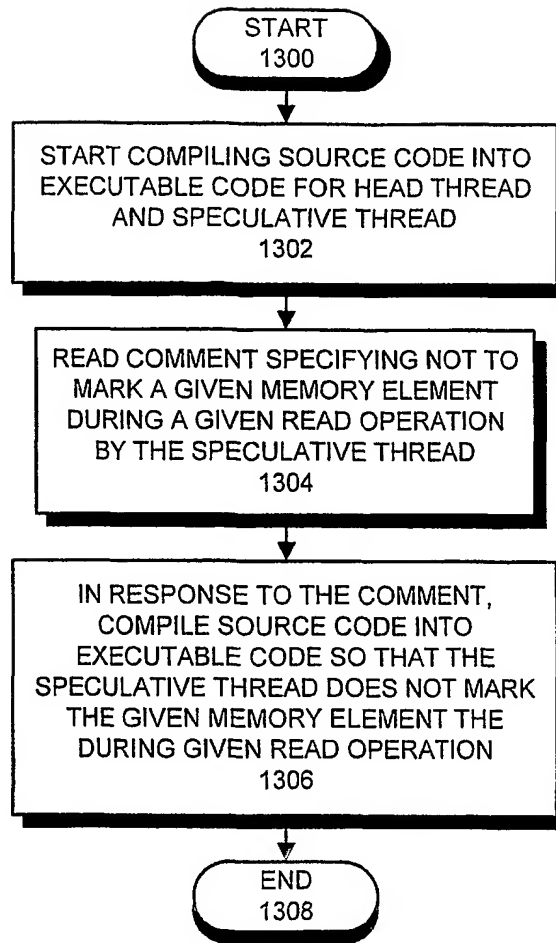 START
1300
START COMPILING SOURCE CODE INTO
EXECUTABLE CODE FOR HEAD THREAD
AND SPECULATIVE THREAD
1302
READ COMMENT SPECIFYING NOT TO
MARK A GIVEN MEMORY ELEMENT
DURING A GIVEN READ OPERATION
BY THE SPECULATIVE THREAD
1304
IN RESPONSE TO THE COMMENT,
COMPILE SOURCE CODE INTO
EXECUTABLE CODE SO THAT THE
SPECULATIVE THREAD DOES NOT MARK
THE GIVEN MEMORY ELEMENT THE
DURING GIVEN READ OPERATION
1306
END
1308